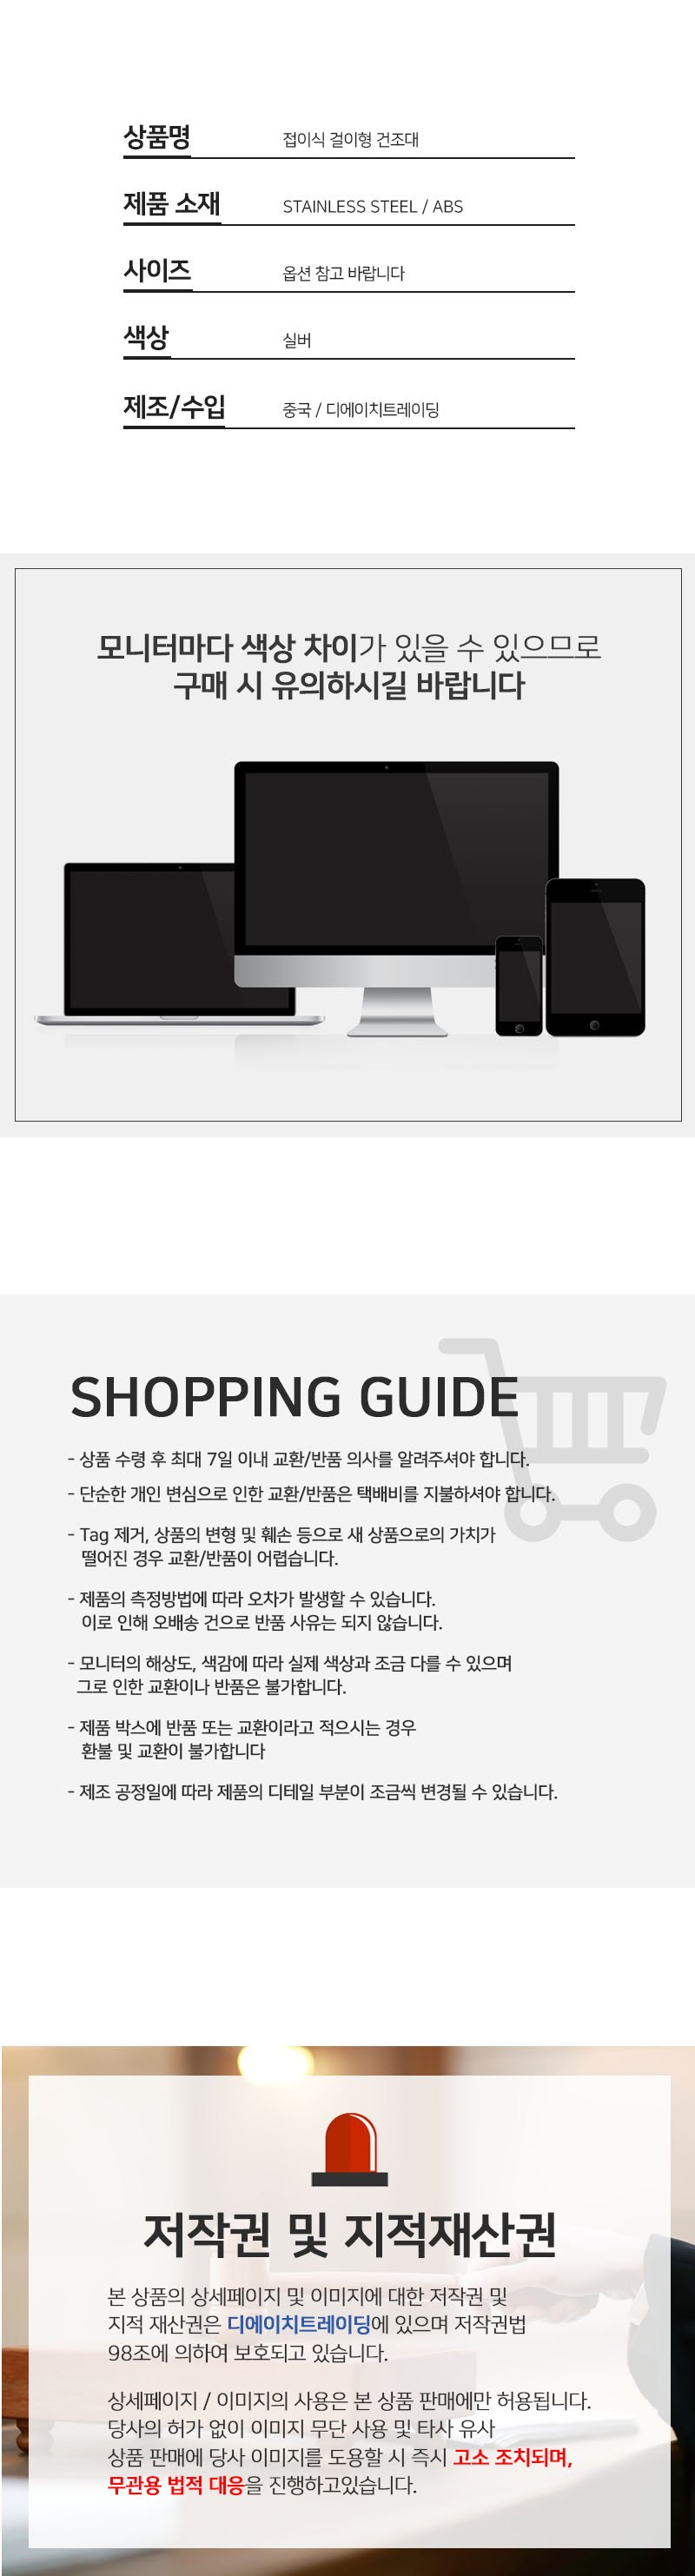 상품명 접이식 걸이형 건조대
제품 소재 STAINLESS STEEL / ABS
사이즈 옵션 참고 바랍니다
색상 실버
제조/수입 중국 / 디에이치트레이딩
모니터마다 색상 차이가 있을 수 있으므로
구매 시 유의하시길 바랍니다
SHOPPING GUIDE
- 상품 수령 후 최대 7일 이내 교환/반품 의사를 알려주셔야 합니다.
- 단순한 개인 변심으로 인한 교환/반품은 택배비를 지불하셔야 합니다.
- Tag 제거, 상품의 변형 및 훼손 등으로 새 상품으로의 가치가
떨어진 경우 교환/반품이 어렵습니다.
- 제품의 측정방법에 따라 오차가 발생할 수 있습니다.
이로 인해 오배송 건으로 반품 사유는 되지 않습니다.
- 모니터의 해상도, 색감에 따라 실제 색상과 조금 다를 수 있으며
그로 인한 교환이나 반품은 불가합니다.
- 제품 박스에 반품 또는 교환이라고 적으시는 경우
환불 및 교환이 불가합니다
- 제조 공정일에 따라 제품의 디테일 부분이 조금씩 변경될 수 있습니다.
저작권 및 지적재산권
본 상품의 상세페이지 및 이미지에 대한 저작권 및
지적 재산권은 디에이치트레이딩에 있으며 저작권법
98조에 의하여 보호되고 있습니다.
상세페이지 / 이미지의 사용은 본 상품 판매에만 허용됩니다.
당사의 허가 없이 이미지 무단 사용 및 타사 유사
상품 판매에 당사 이미지를 도용할 시 즉시 고소 조치되며,
무관용 법적 대응을 진행하고있습니다.